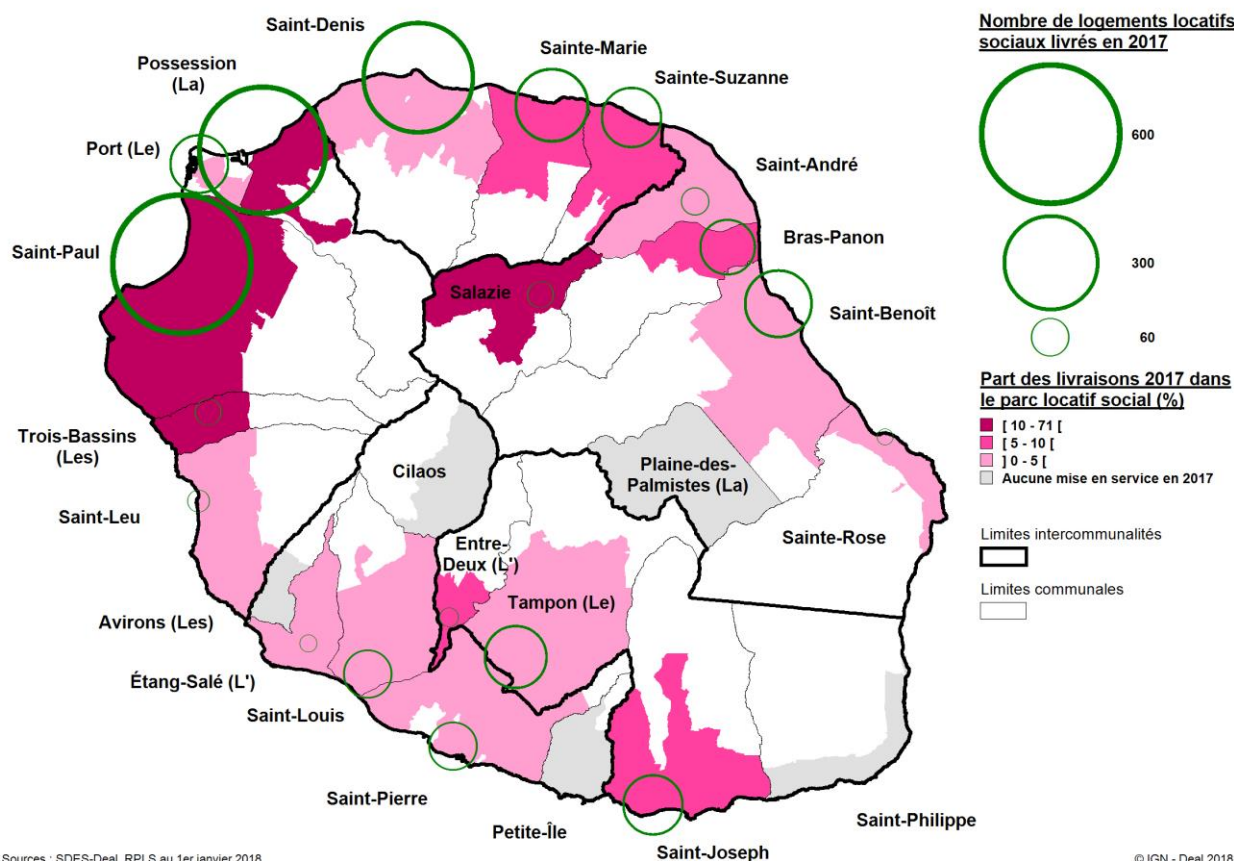 Saint-Denis
Sainte-Marie
Possession
(La)
Sainte-Suzanne
Port (Le)
Saint-André
Saint-Paul
Bras-Panon
Salazie
Saint-Benoît
Trois-Bassins
(Les)
Cilaos
Plaine-des-
Palmistes (La)
Saint-Leu
Sainte-Rose
Entre-
Deux (L')
Tampon (Le)
Avirons (Les)
Étang-Salé (L')
Saint-Louis
Saint-Pierre
Petite-Île
Saint-Philippe
Saint-Joseph
Nombre de logements locatifs
sociaux livrés en 2017
600
300
60
Part des livraisons 2017 dans
le parc locatif social (%)
[ 10 - 71 [
[ 5 - 10 [
] 0 - 5 [
Aucune mise en service en 2017
Limites intercommunalités
Limites communales
Sources : SDES-Deal, RPLS au 1er janvier 2018
© IGN - Deal 2018